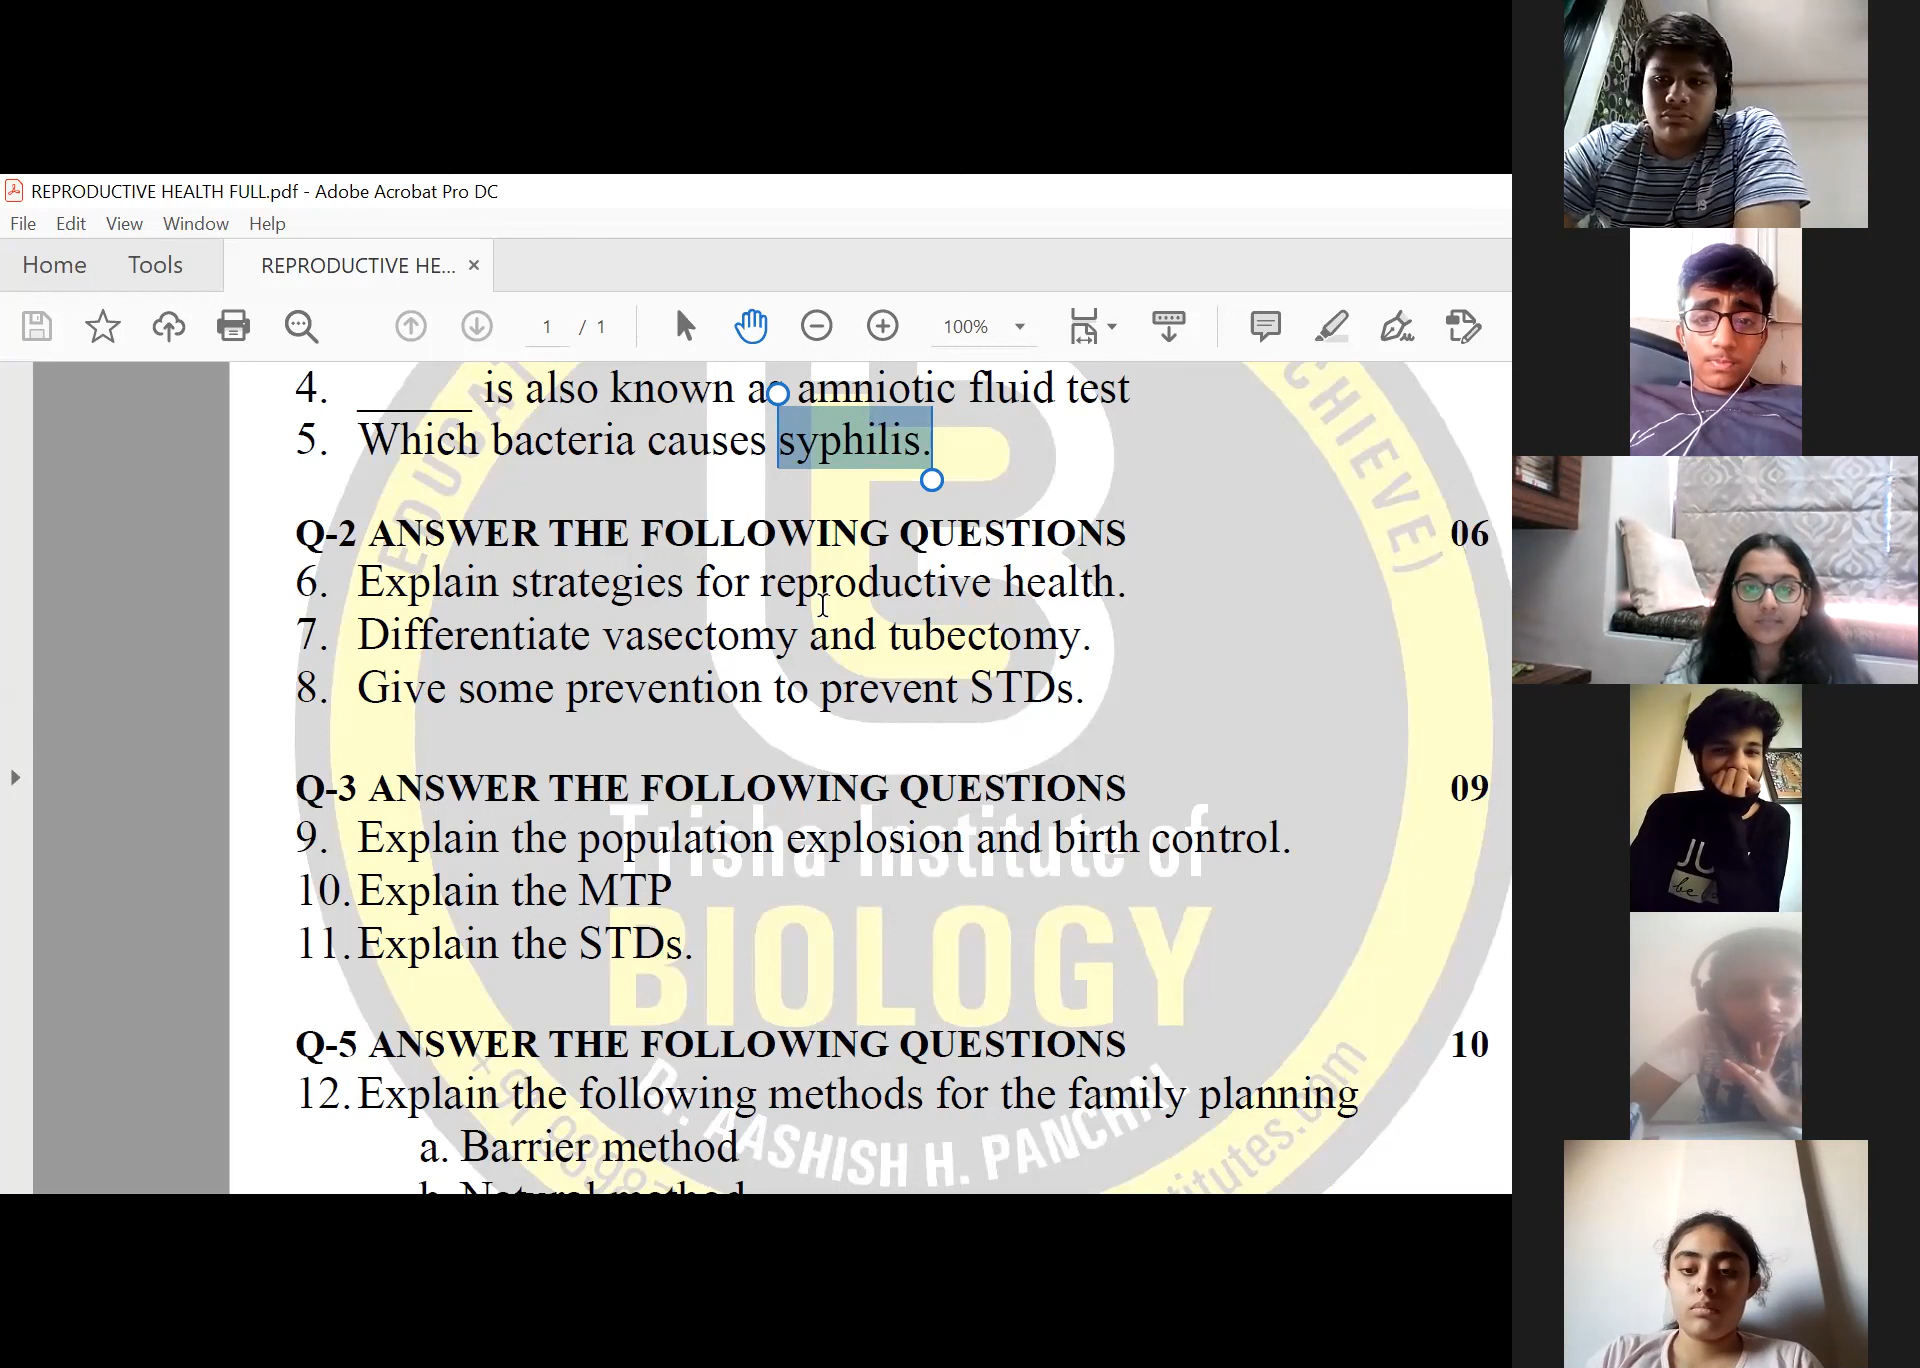 REPRODUCTIVE HEALTH FULL.pdf - Adobe Acrobat Pro DC
File Edit View Window Help
Home Tools REPRODUCTIVE HE... ×
1 / 1 100%
4. ______ is also known as amniotic fluid test
5. Which bacteria causes syphilis.
Q-2 ANSWER THE FOLLOWING QUESTIONS 06
6. Explain strategies for reproductive health.
7. Differentiate vasectomy and tubectomy.
8. Give some prevention to prevent STDs.
Q-3 ANSWER THE FOLLOWING QUESTIONS 09
9. Explain the population explosion and birth control.
10. Explain the MTP
11. Explain the STDs.
Q-5 ANSWER THE FOLLOWING QUESTIONS 10
12. Explain the following methods for the family planning
a. Barrier method
b. Natural method
Trisha Institute of
BIOLOGY
AASHISH H.
ACHIEVE)